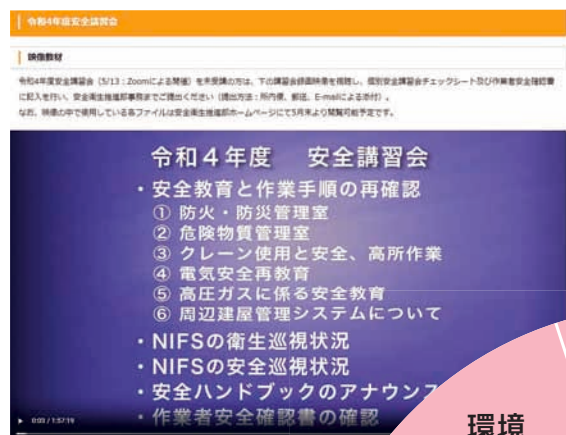 令和4年度安全講習会
映像教材
令和4年度安全講習会（5/13：Zoomによる開催）を未受講の方は、下の講習会録画映像を視聴し、個別安全講習会チェックシート及び作業者安全確認書
に記入を行い、安全衛生推進部事務までご提出ください（提出方法：所内便、郵送、E-mailによる添付）。
なお、映像の中で使用している各ファイルは安全衛生推進部ホームページにて5月末より閲覧可能予定です。
令和４年度　安全講習会
・安全教育と作業手順の再確認
① 防火・防災管理室
② 危険物質管理室
③ クレーン使用と安全、高所作業
④ 電気安全再教育
⑤ 高圧ガスに係る安全教育
⑥ 周辺建屋管理システムについて
・NIFSの衛生巡視状況
・NIFSの安全巡視状況
・安全ハンドブックのアナウンス
・作業者安全確認書の確認
0:03 / 1:57:19
環境